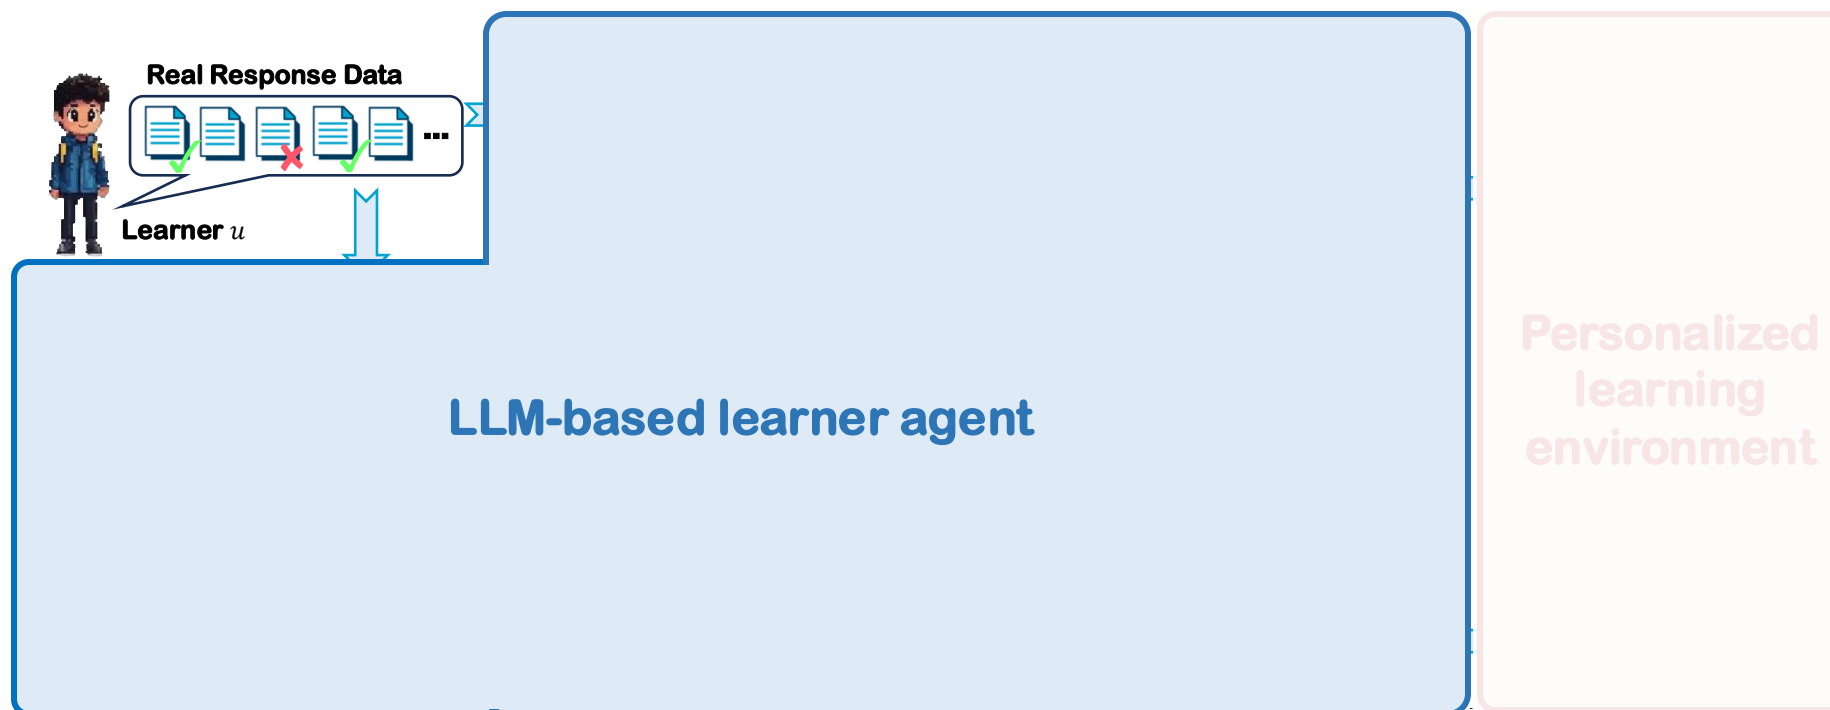 Real Response Data
...
Learner u
LLM-based learner agent
Personalized
learning
environment